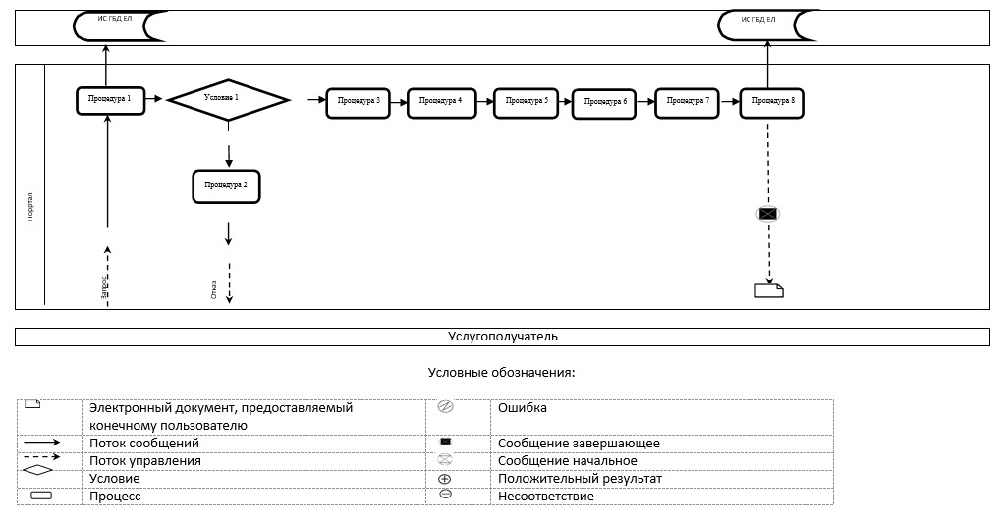 ИС ГБД ЕЛ
ИС ГБД ЕЛ
Портал
Процедура 1
Условие 1
Процедура 3
Процедура 4
Процедура 5
Процедура 6
Процедура 7
Процедура 8
Процедура 2
Запрос
Отказ
Услугополучатель
Условные обозначения:
Электронный документ, предоставляемый
конечному пользователю
Ошибка
Поток сообщений
Сообщение завершающее
Поток управления
Сообщение начальное
Условие
Положительный результат
Процесс
Несоответствие